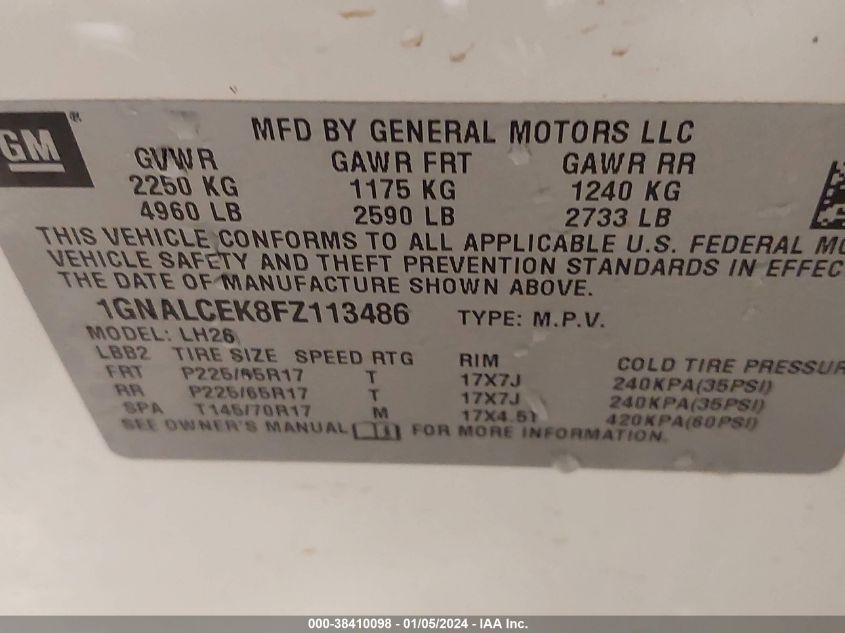 GM®
MFD BY GENERAL MOTORS LLC
GVWR GAWR FRT GAWR RR
2250 KG 1175 KG 1240 KG
4960 LB 2590 LB 2733 LB
THIS VEHICLE CONFORMS TO ALL APPLICABLE U.S. FEDERAL MO
VEHICLE SAFETY AND THEFT PREVENTION STANDARDS IN EFFEC
THE DATE OF MANUFACTURE SHOWN ABOVE.
1GNALCEK8FZ113486 TYPE: M.P.V.
MODEL: LH26
LBB2 TIRE SIZE SPEED RTG RIM COLD TIRE PRESSUR
FRT P225/65R17 T 17X7J 240KPA(35PSI)
RR P225/65R17 T 17X7J 240KPA(35PSI)
SPA T145/70R17 M 17X4.5T 420KPA(60PSI)
SEE OWNER'S MANUAL FOR MORE INFORMATION.
000-38410098 - 01/05/2024 - IAA Inc.